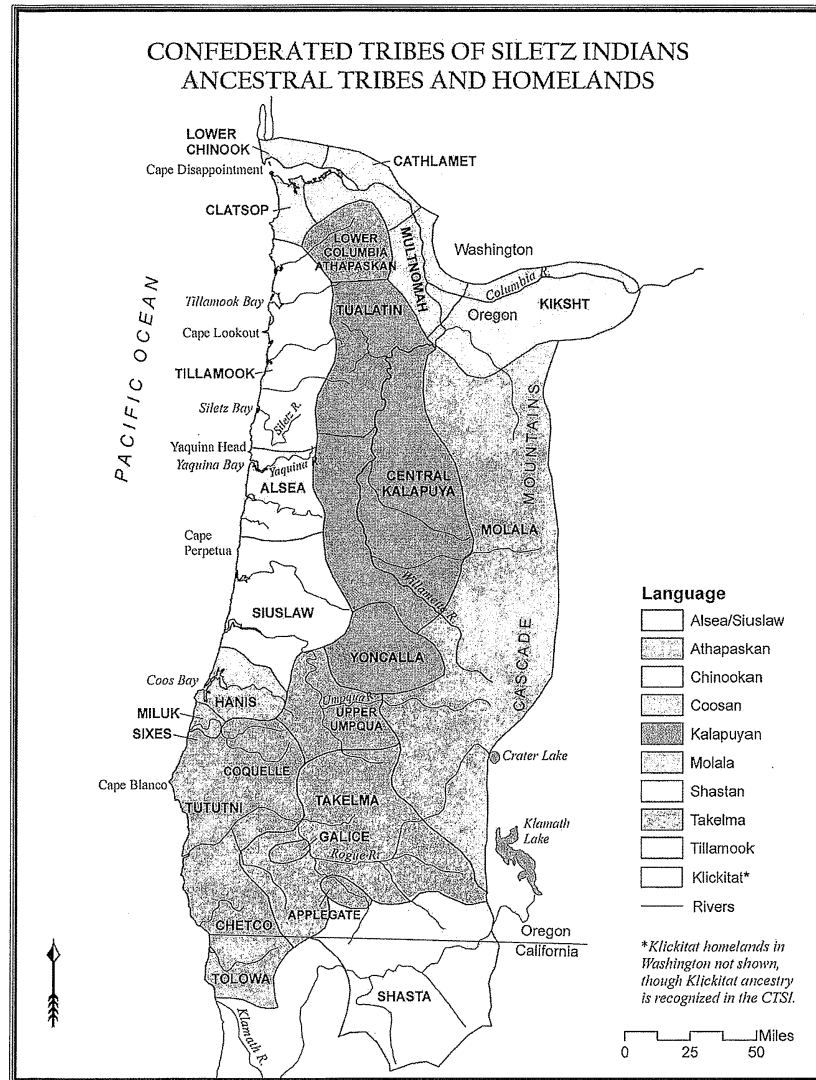 CONFEDERATED TRIBES OF SILETZ INDIANS
ANCESTRAL TRIBES AND HOMELANDS
LOWER
CHINOOK
CATHLAMET
Cape Disappointment
CLATSOP
LOWER
COLUMBIA
ATHAPASKAN
MULTNOMAH
Washington
Columbia R.
KIKSHT
Oregon
PACIFIC OCEAN
Tillamook Bay
TUALATIN
Cape Lookout
TILLAMOOK
Siletz Bay
Siletz R.
MOUNTAINS
Yaquina Head
Yaquina Bay
Yaquina R.
ALSEA
CENTRAL
KALAPUYA
MOLALA
Cape
Perpetua
Willamette R.
SIUSLAW
CASCADE
YONCALLA
Coos Bay
HANIS
Umpqua R.
UPPER
UMPQUA
MILUK
SIXES
COQUELLE
Crater Lake
Cape Blanco
TUTUTNI
TAKELMA
GALICE
Rogue R.
Klamath
Lake
APPLEGATE
CHETCO
Oregon
California
TOLOWA
SHASTA
Klamath R.
Language
Alsea/Siuslaw
Athapaskan
Chinookan
Coosan
Kalapuyan
Molala
Shastan
Takelma
Tillamook
Klickitat*
Rivers
*Klickitat homelands in
Washington not shown,
though Klickitat ancestry
is recognized in the CTSI.
Miles
0 25 50